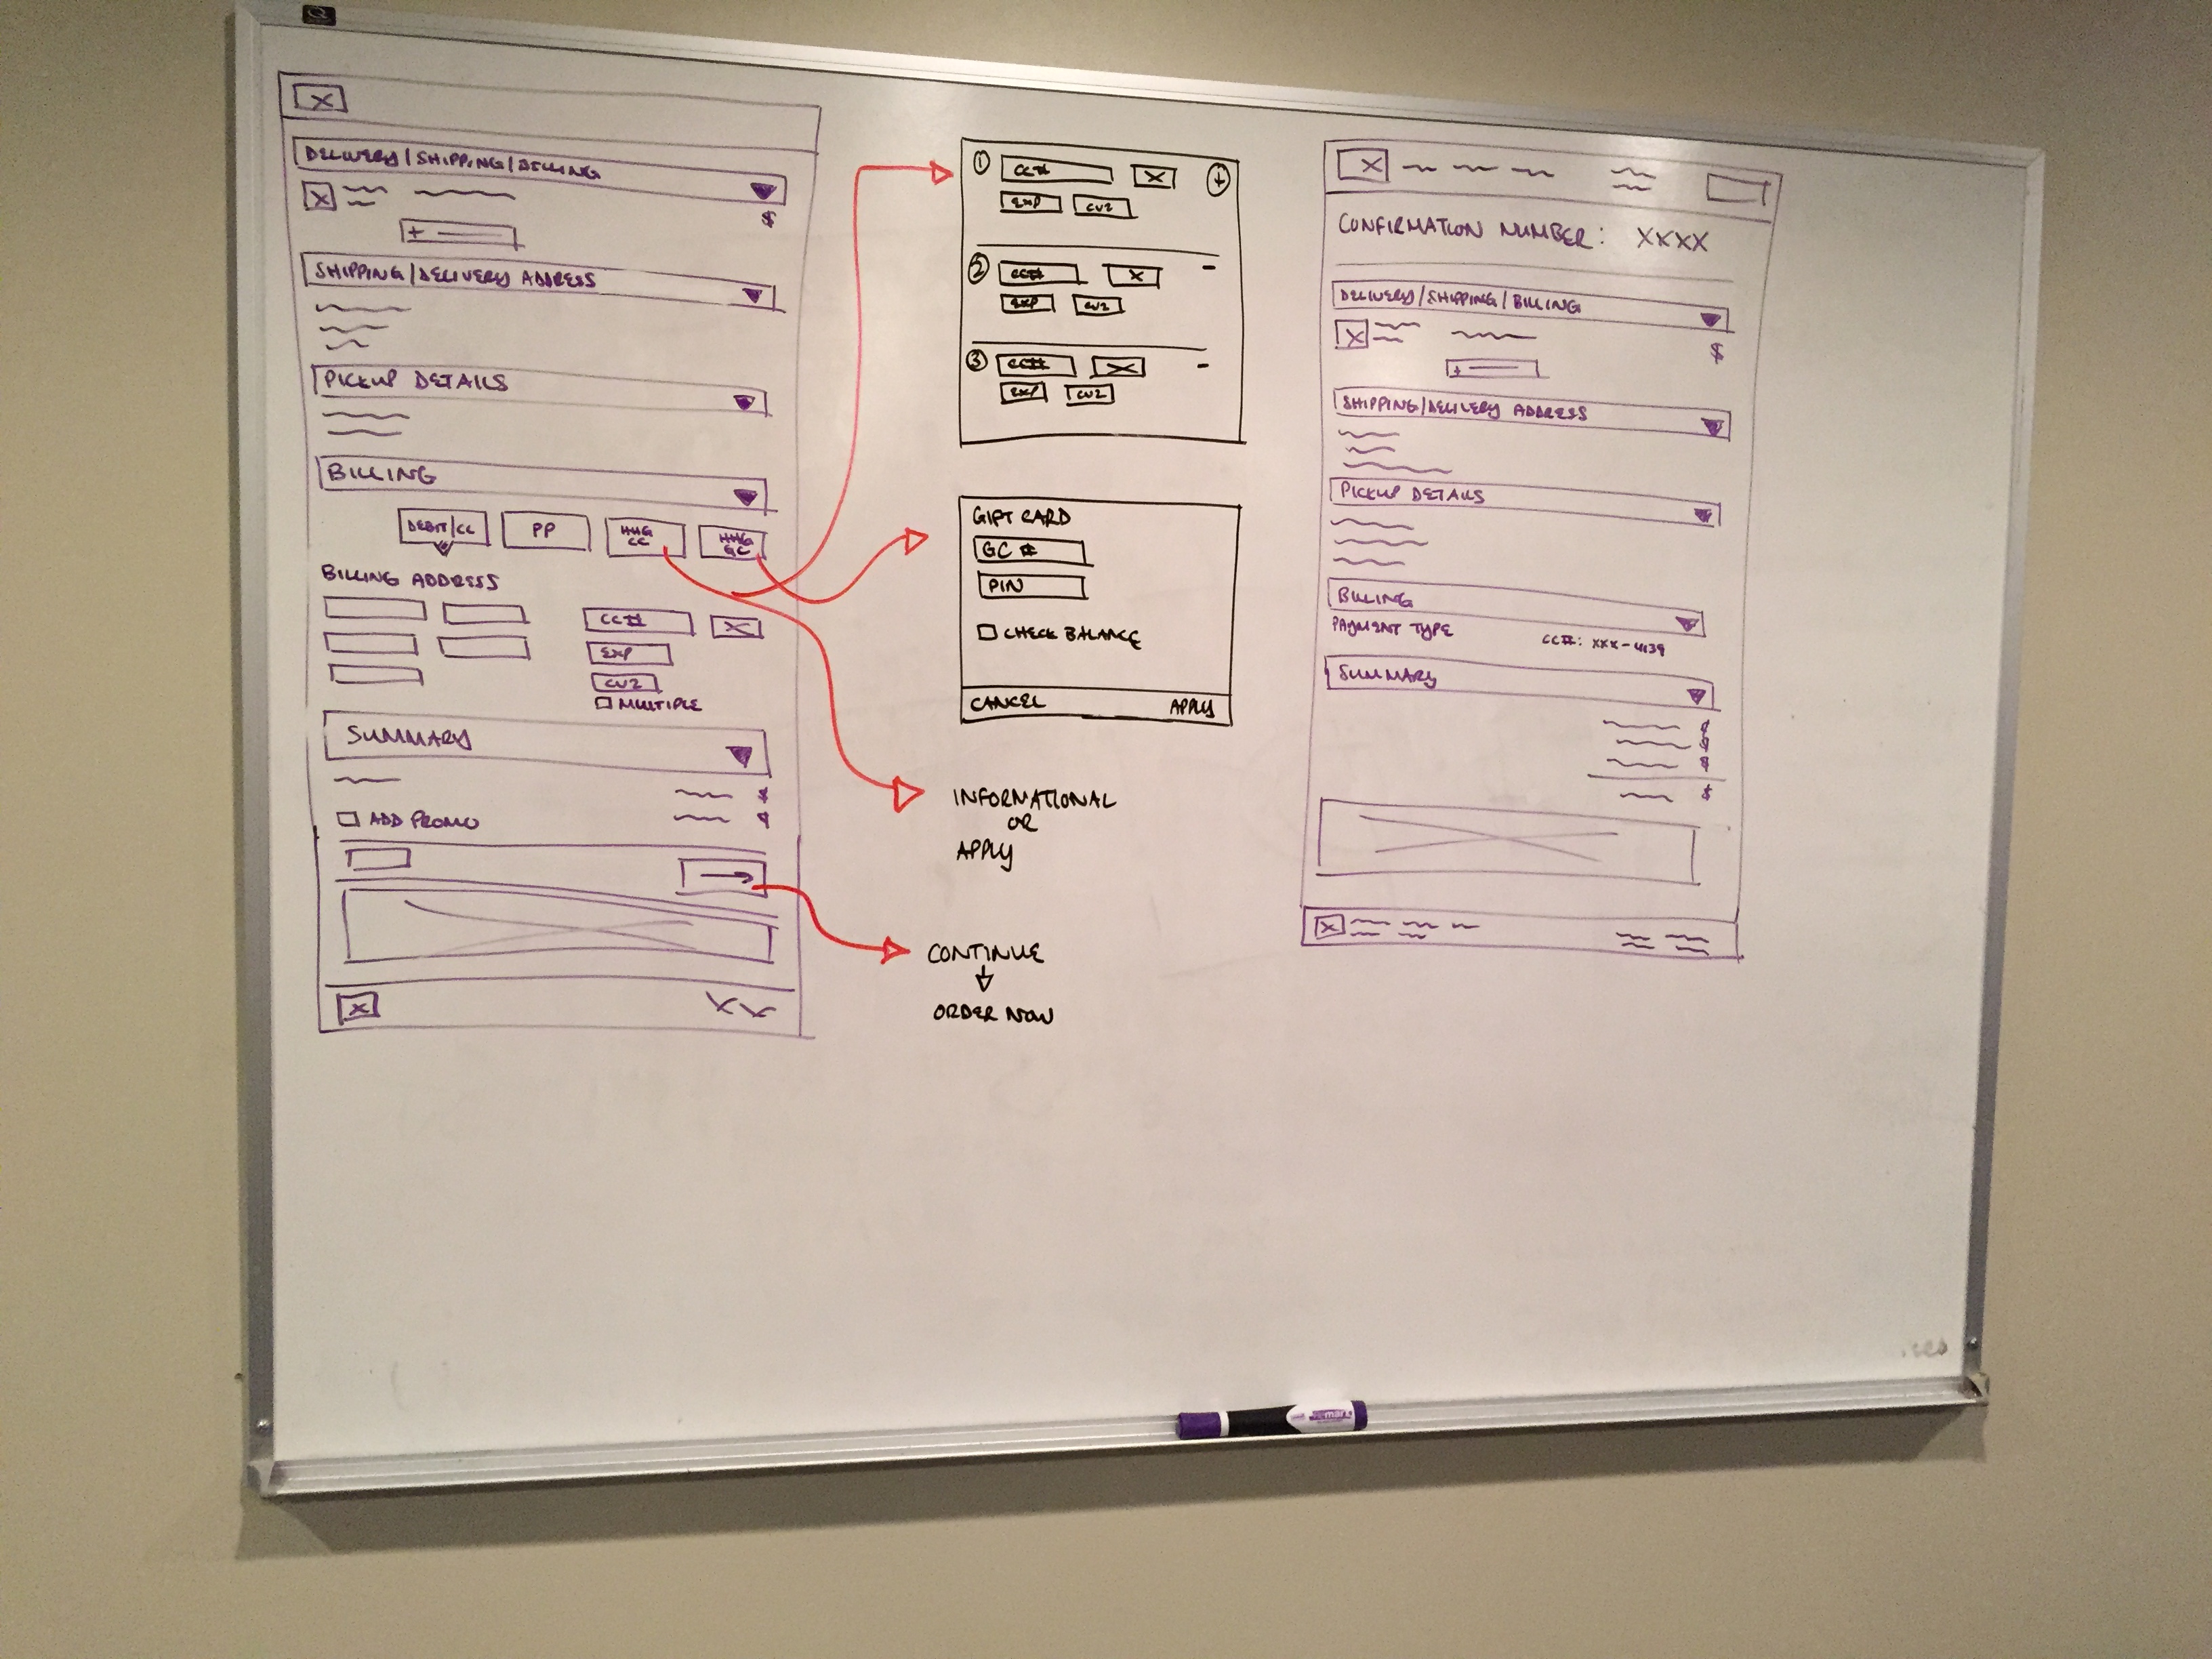 DELIVERY/SHIPPING/BILLING
$
+
SHIPPING/DELIVERY ADDRESS
PICKUP DETAILS
BILLING
DEBIT/CC
PP
HHG
CC
HHG
GC
BILLING ADDRESS
CC#
EXP
CV2
MULTIPLE
SUMMARY
$
$
ADD PROMO
1
CC#
EXP
CV2
2
CC#
EXP
CV2
3
CC#
EXP
CV2
GIFT CARD
GC #
PIN
CHECK BALANCE
CANCEL APPLY
INFORMATIONAL
OR
APPLY
CONTINUE
ORDER NOW
CONFIRMATION NUMBER: XXXX
DELIVERY/SHIPPING/BILLING
$
+
SHIPPING/DELIVERY ADDRESS
PICKUP DETAILS
BILLING
PAYMENT TYPE CC#: XXX-4139
SUMMARY
$
$
$
$